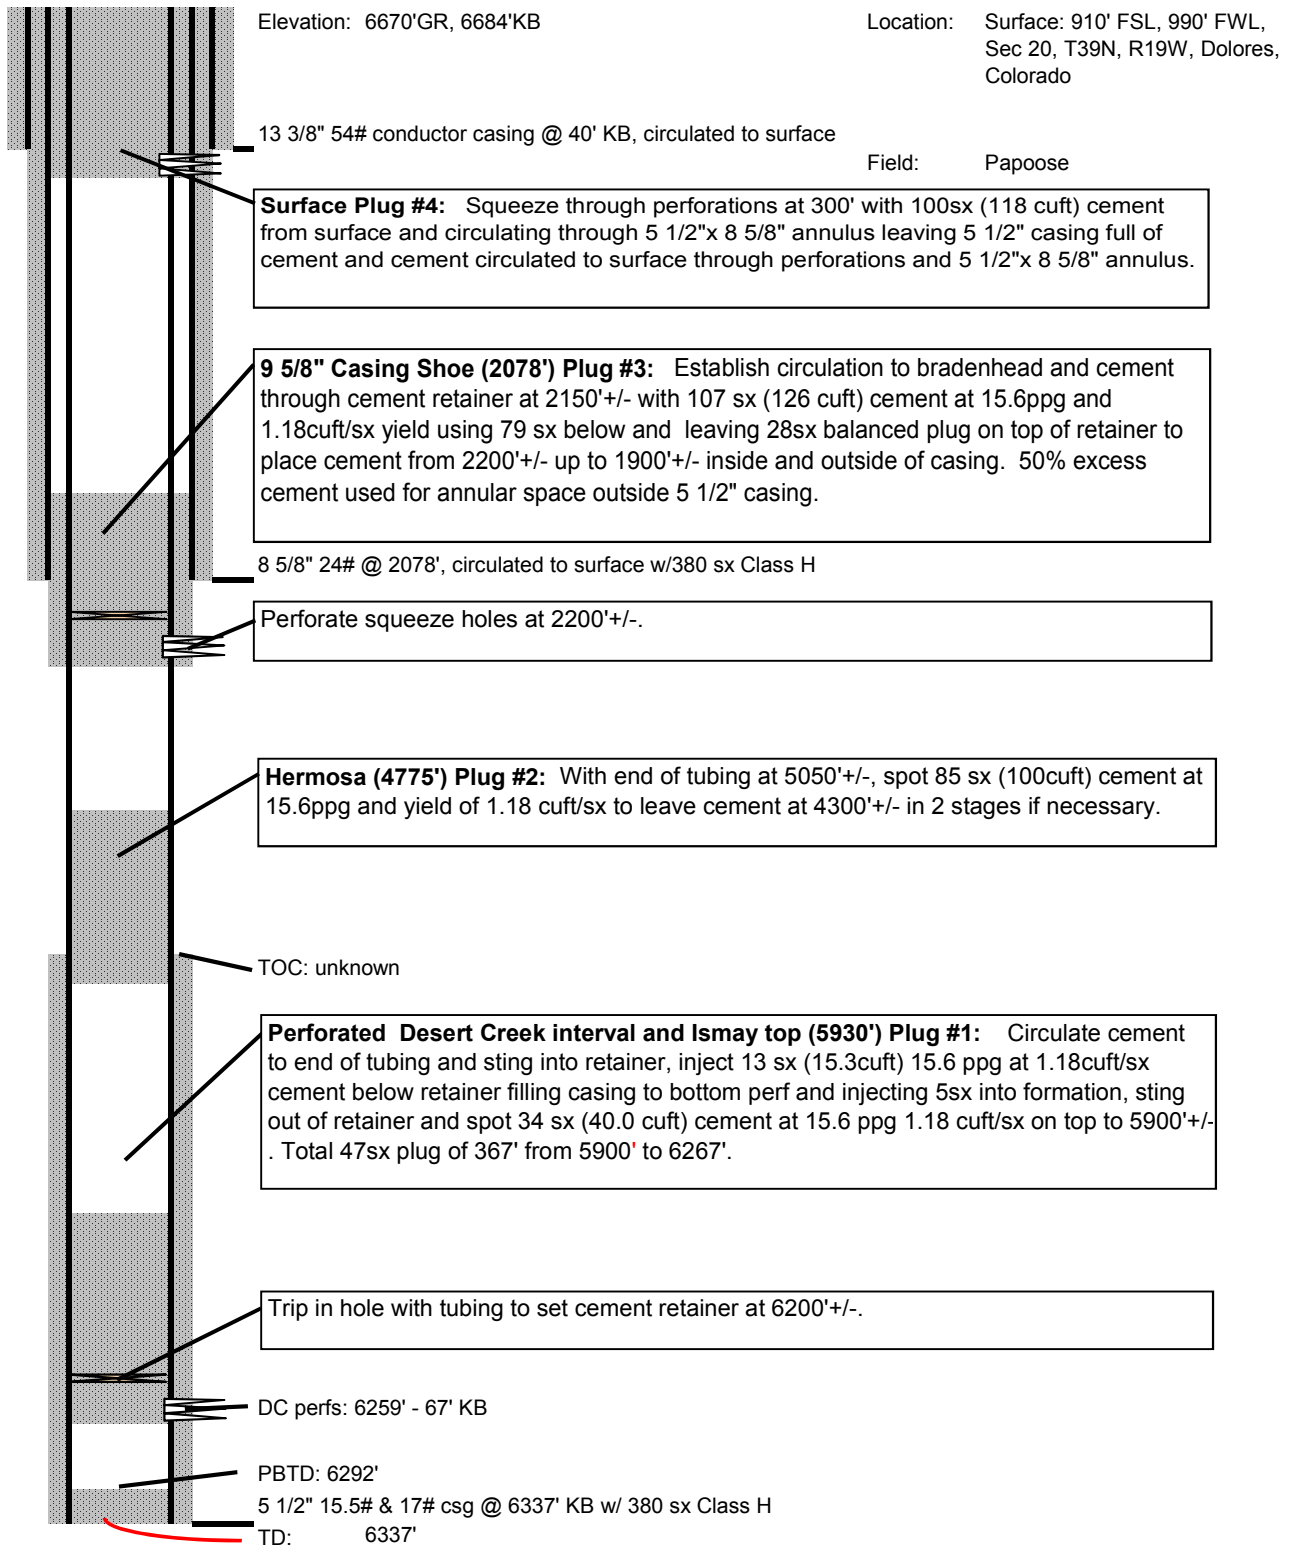 Elevation: 6670'GR, 6684'KB
Location: Surface: 910' FSL, 990' FWL,
Sec 20, T39N, R19W, Dolores,
Colorado
13 3/8" 54# conductor casing @ 40' KB, circulated to surface
Field: Papoose
Surface Plug #4: Squeeze through perforations at 300' with 100sx (118 cuft) cement
from surface and circulating through 5 1/2"x 8 5/8" annulus leaving 5 1/2" casing full of
cement and cement circulated to surface through perforations and 5 1/2"x 8 5/8" annulus.
9 5/8" Casing Shoe (2078') Plug #3: Establish circulation to bradenhead and cement
through cement retainer at 2150'+/- with 107 sx (126 cuft) cement at 15.6ppg and
1.18cuft/sx yield using 79 sx below and leaving 28sx balanced plug on top of retainer to
place cement from 2200'+/- up to 1900'+/- inside and outside of casing. 50% excess
cement used for annular space outside 5 1/2" casing.
8 5/8" 24# @ 2078', circulated to surface w/380 sx Class H
Perforate squeeze holes at 2200'+/-.
Hermosa (4775') Plug #2: With end of tubing at 5050'+/-, spot 85 sx (100cuft) cement at
15.6ppg and yield of 1.18 cuft/sx to leave cement at 4300'+/- in 2 stages if necessary.
TOC: unknown
Perforated Desert Creek interval and Ismay top (5930') Plug #1: Circulate cement
to end of tubing and sting into retainer, inject 13 sx (15.3cuft) 15.6 ppg at 1.18cuft/sx
cement below retainer filling casing to bottom perf and injecting 5sx into formation, sting
out of retainer and spot 34 sx (40.0 cuft) cement at 15.6 ppg 1.18 cuft/sx on top to 5900'+/-
. Total 47sx plug of 367' from 5900' to 6267'.
Trip in hole with tubing to set cement retainer at 6200'+/-.
DC perfs: 6259' - 67' KB
PBTD: 6292'
5 1/2" 15.5# & 17# csg @ 6337' KB w/ 380 sx Class H
TD: 6337'